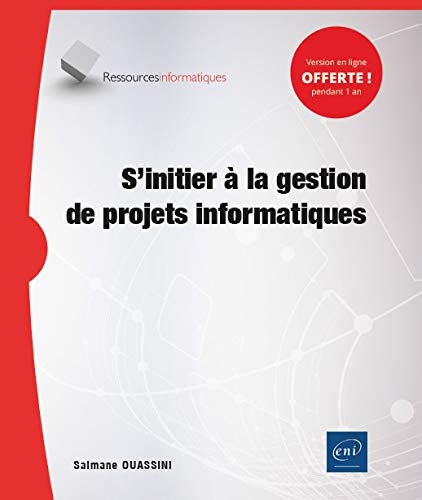 Ressourcesinformatiques
Version en ligne
OFFERTE !
pendant 1 an
S'initier à la gestion
de projets informatiques
Salmane OUASSINI
eni